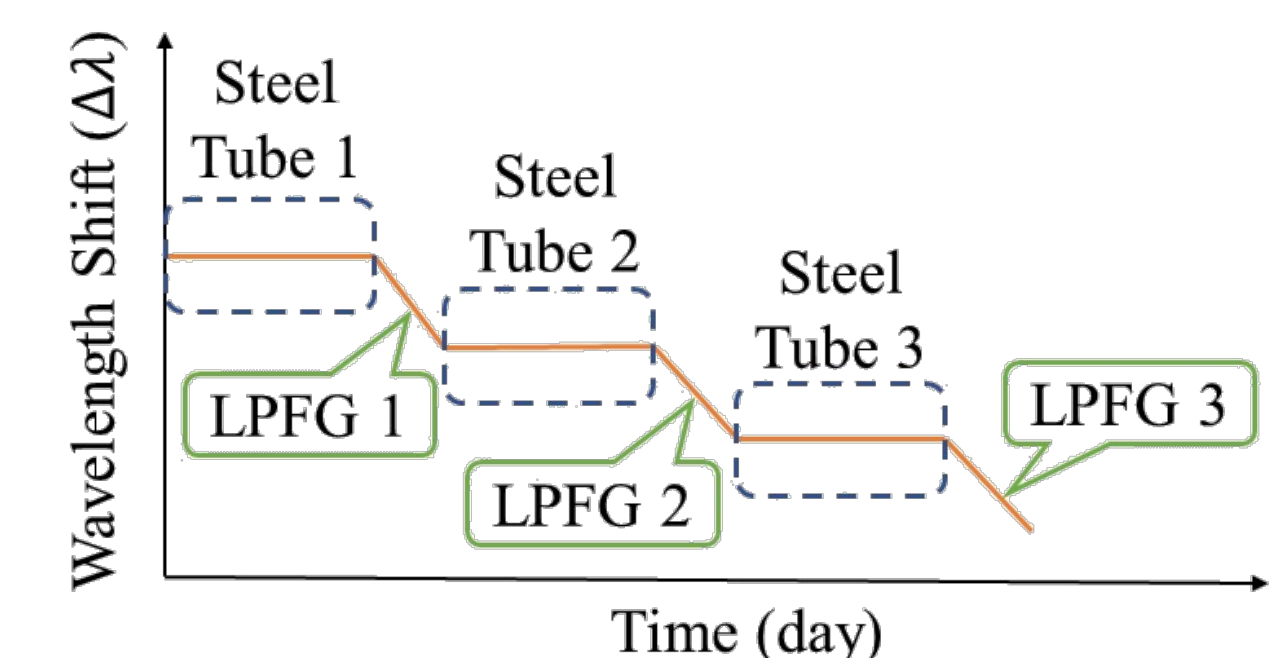 Wavelength Shift (Δλ)
Steel
Tube 1
Steel
Tube 2
Steel
Tube 3
LPFG 1
LPFG 2
LPFG 3
Time (day)